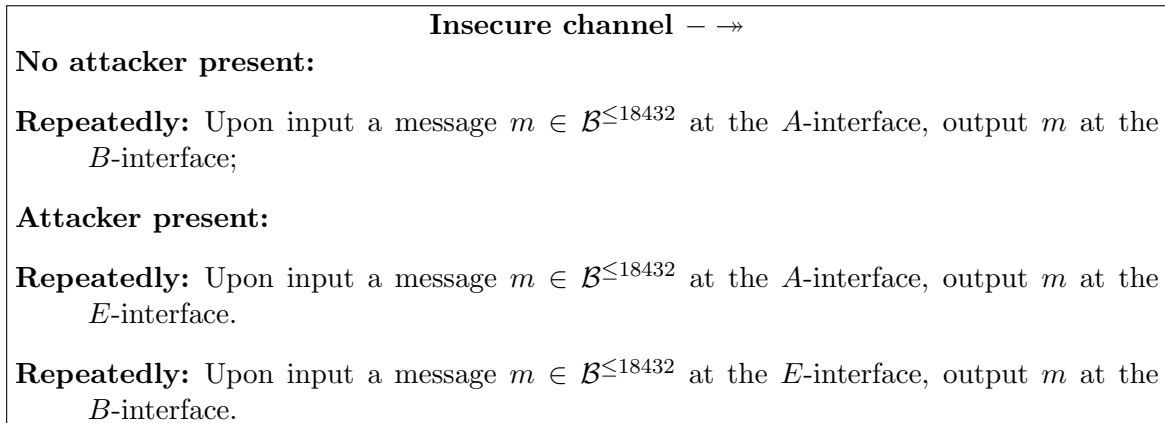 Insecure channel − ↠
No attacker present:
Repeatedly: Upon input a message m ∈ 𝓑^{≤18432} at the A-interface, output m at the
B-interface;
Attacker present:
Repeatedly: Upon input a message m ∈ 𝓑^{≤18432} at the A-interface, output m at the
E-interface.
Repeatedly: Upon input a message m ∈ 𝓑^{≤18432} at the E-interface, output m at the
B-interface.